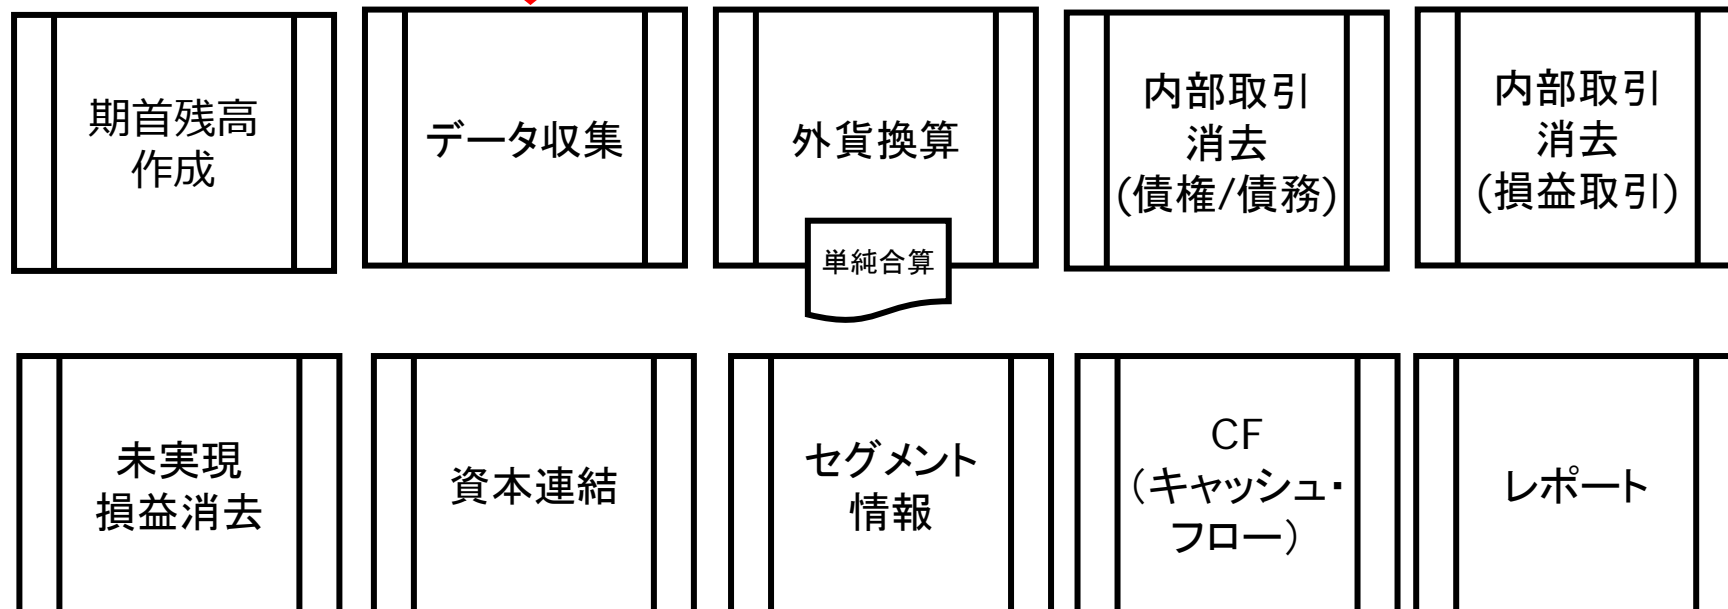 期首残高
作成
データ収集
外貨換算
単純合算
内部取引
消去
(債権/債務)
内部取引
消去
(損益取引)
未実現
損益消去
資本連結
セグメント
情報
CF
(キャッシュ・
フロー)
レポート